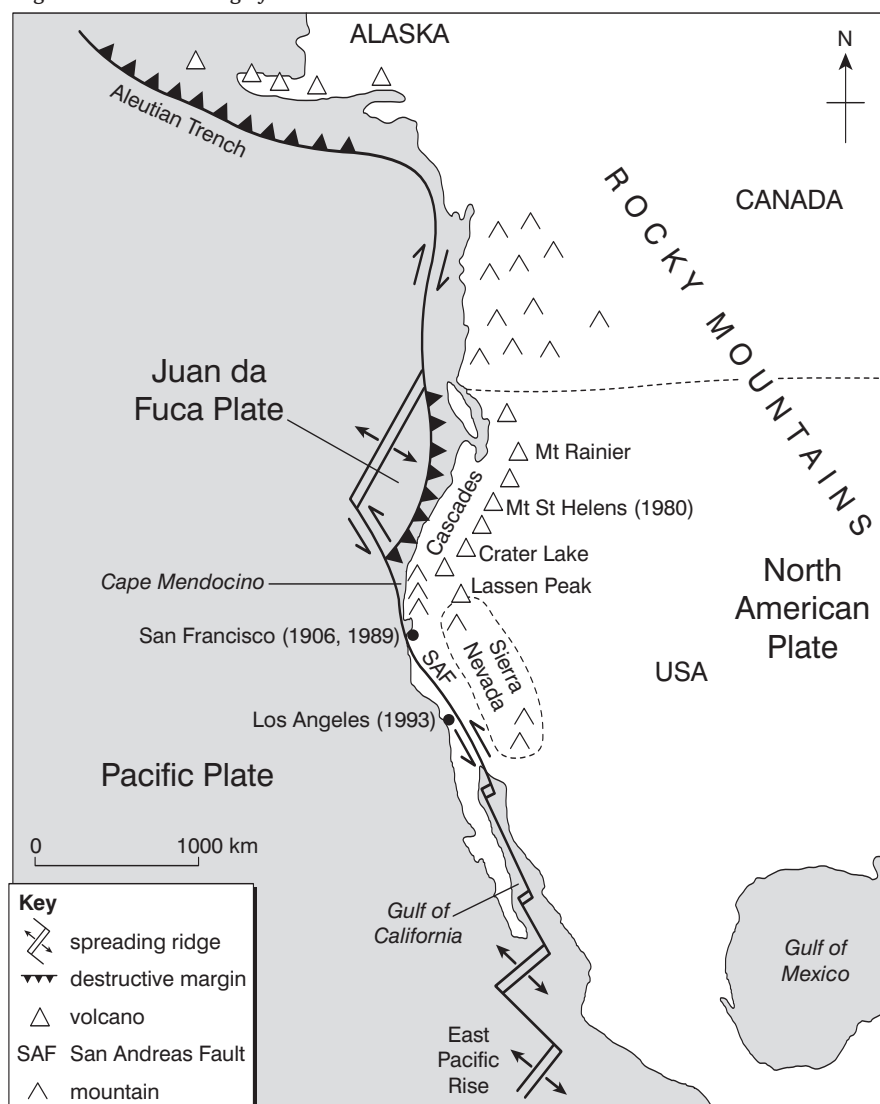 ALASKA
N
Aleutian Trench
CANADA
ROCKY MOUNTAINS
Juan da
Fuca Plate
Mt Rainier
Cascades
Mt St Helens (1980)
Crater Lake
Cape Mendocino
Lassen Peak
North
American
Plate
San Francisco (1906, 1989)
SAF
Sierra
Nevada
USA
Los Angeles (1993)
Pacific Plate
0 1000 km
Gulf of
California
Gulf of
Mexico
East
Pacific
Rise
Key
spreading ridge
destructive margin
volcano
SAF San Andreas Fault
mountain